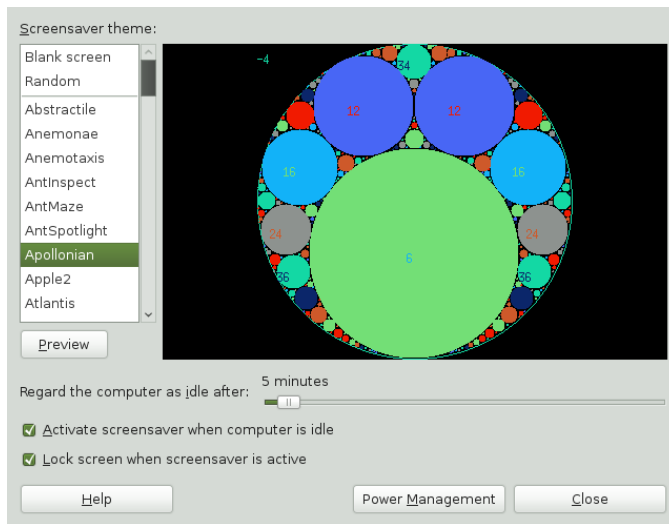 Screensaver theme:
Blank screen
Random
Abstractile
Anemonae
Anemotaxis
AntInspect
AntMaze
AntSpotlight
Apollonian
Apple2
Atlantis
Preview
-4
34
12 12
16 16
24 24
6
36 36
Regard the computer as idle after:
5 minutes
Activate screensaver when computer is idle
Lock screen when screensaver is active
Help Power Management Close